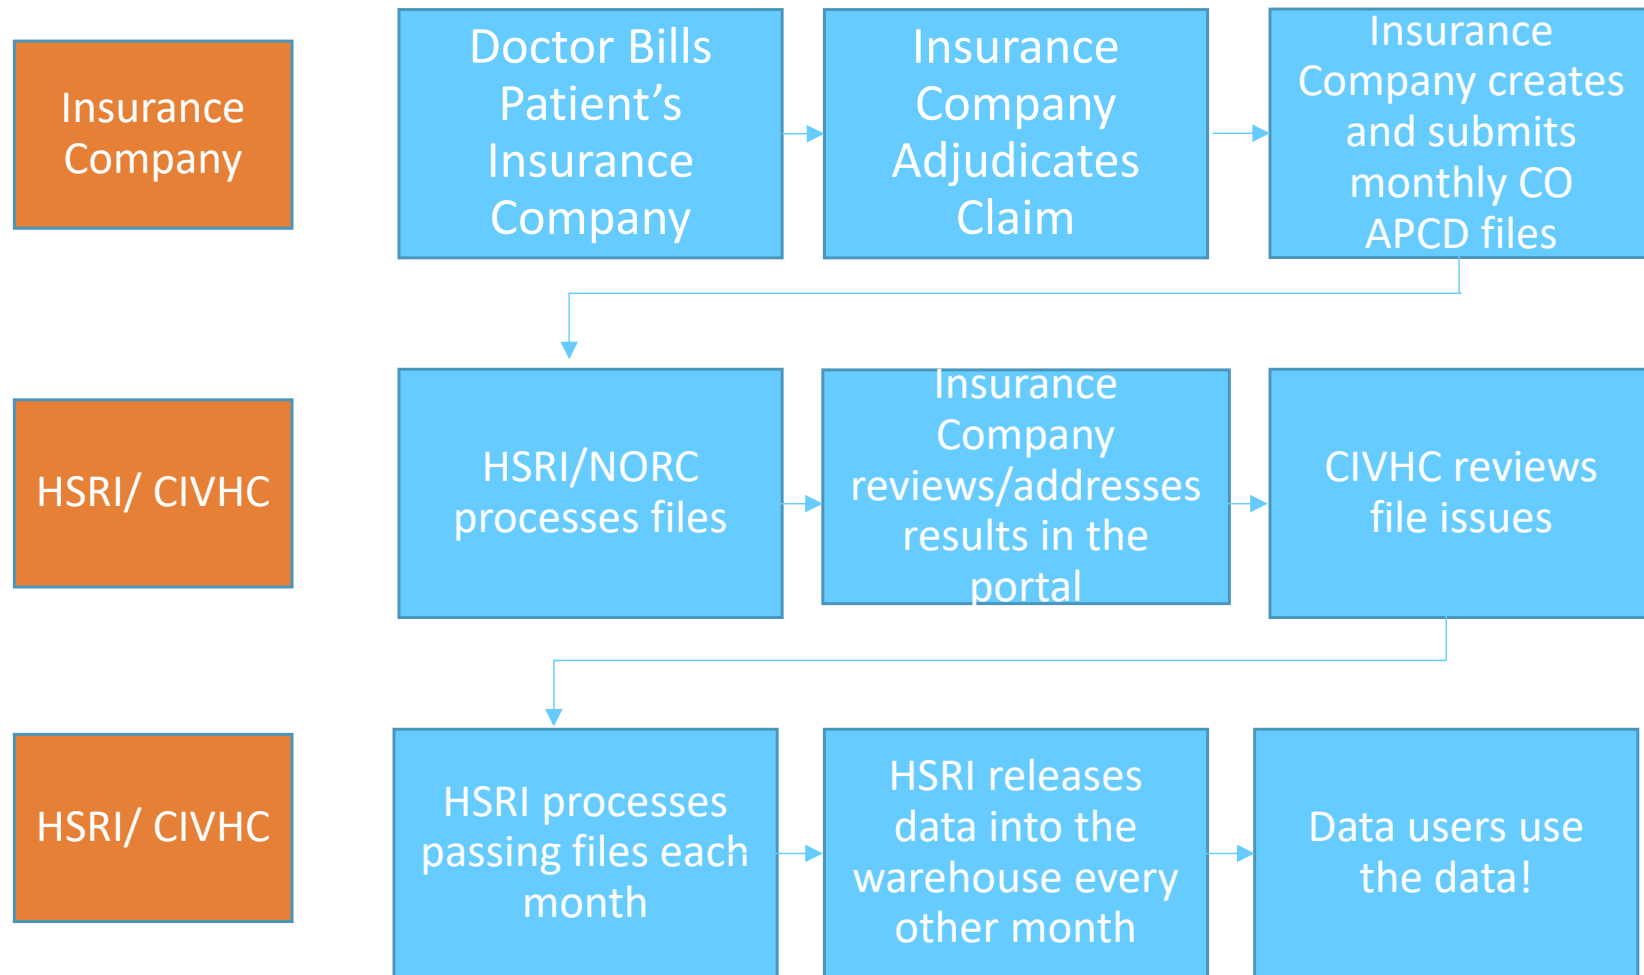 Insurance
Company
Doctor Bills
Patient’s
Insurance
Company
Insurance
Company
Adjudicates
Claim
Insurance
Company creates
and submits
monthly CO
APCD files
HSRI/ CIVHC
HSRI/NORC
processes files
Insurance
Company
reviews/addresses
results in the
portal
CIVHC reviews
file issues
HSRI/ CIVHC
HSRI processes
passing files each
month
HSRI releases
data into the
warehouse every
other month
Data users use
the data!